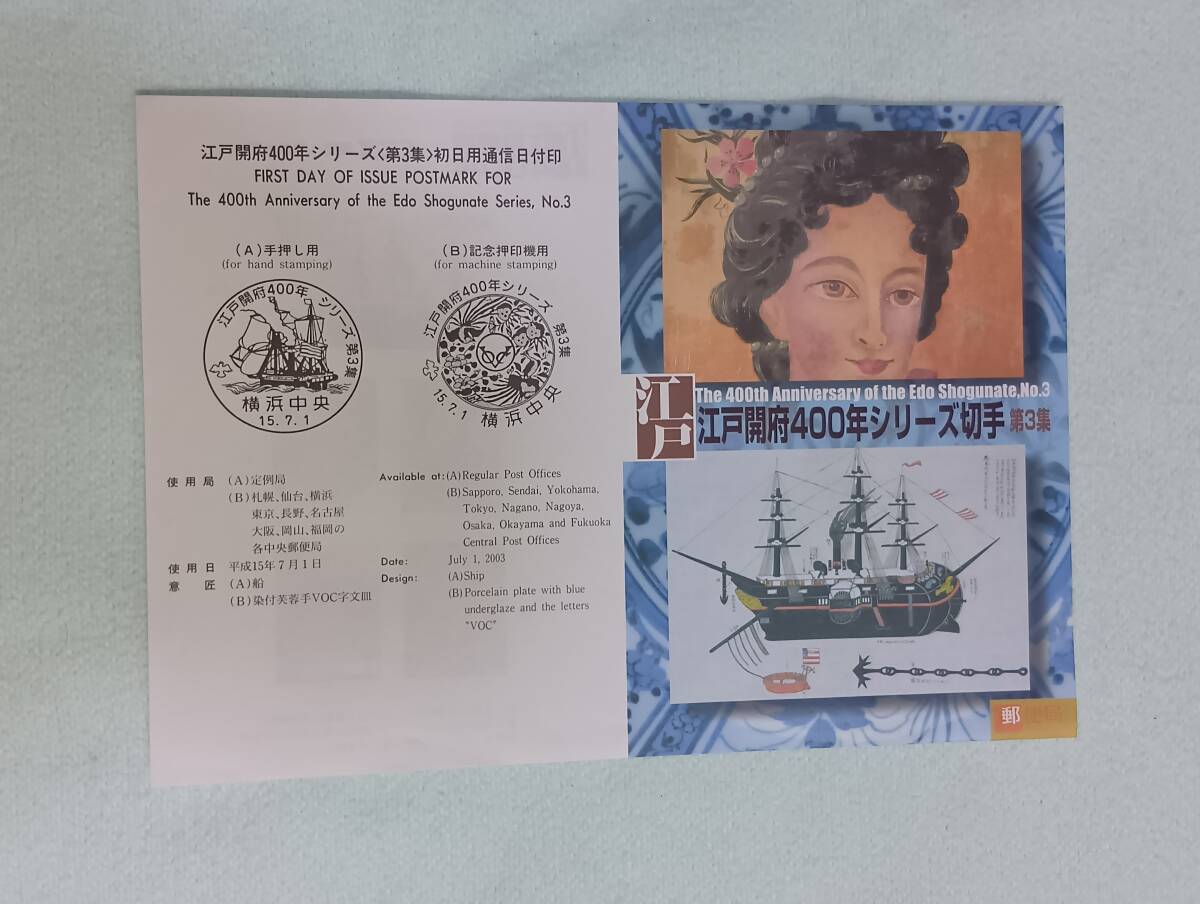 江戸開府400年シリーズ〈第3集〉初日用通信日付印
FIRST DAY OF ISSUE POSTMARK FOR
The 400th Anniversary of the Edo Shogunate Series, No.3
(A)手押し用
(for hand stamping)
江戸開府400年 シリーズ 第3集
横浜中央
15.7.1
(B)記念押印機用
(for machine stamping)
江戸開府400年シリーズ 第3集
15.7.1 横浜中央
使用局 (A)定例局
(B)札幌、仙台、横浜
東京、長野、名古屋
大阪、岡山、福岡の
各中央郵便局
使用日 平成15年7月1日
意匠 (A)船
(B)染付芙蓉手VOC字文皿
Available at: (A)Regular Post Offices
(B)Sapporo, Sendai, Yokohama,
Tokyo, Nagano, Nagoya,
Osaka, Okayama and Fukuoka
Central Post Offices
Date: July 1, 2003
Design: (A)Ship
(B)Porcelain plate with blue
underglaze and the letters
"VOC"
江戸
The 400th Anniversary of the Edo Shogunate,No.3
江戸開府400年シリーズ切手 第3集
郵